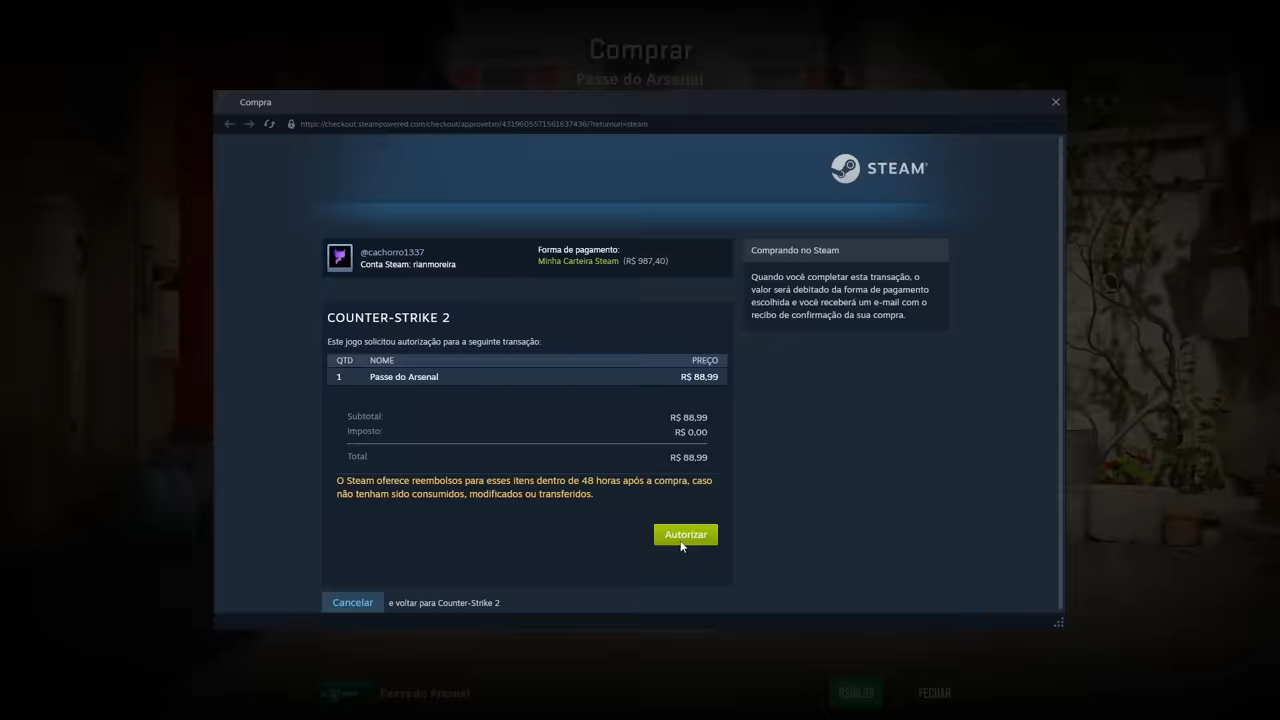 Comprar
Passe do Arsenal
Compra
https://checkout.steampowered.com/checkout/approvetxn/4319605571561637436/?returnurl=steam
STEAM
@cachorro1337
Conta Steam: rianmoreira
Forma de pagamento:
Minha Carteira Steam (R$ 987,40)
Comprando no Steam
Quando você completar esta transação, o
valor será debitado da forma de pagamento
escolhida e você receberá um e-mail com o
recibo de confirmação da sua compra.
COUNTER-STRIKE 2
Este jogo solicitou autorização para a seguinte transação:
QTD NOME PREÇO
1 Passe do Arsenal R$ 88,99
Subtotal: R$ 88,99
Imposto: R$ 0,00
Total: R$ 88,99
O Steam oferece reembolsos para esses itens dentro de 48 horas após a compra, caso
não tenham sido consumidos, modificados ou transferidos.
Autorizar
Cancelar e voltar para Counter-Strike 2
Passe do Arsenal
FECHAR